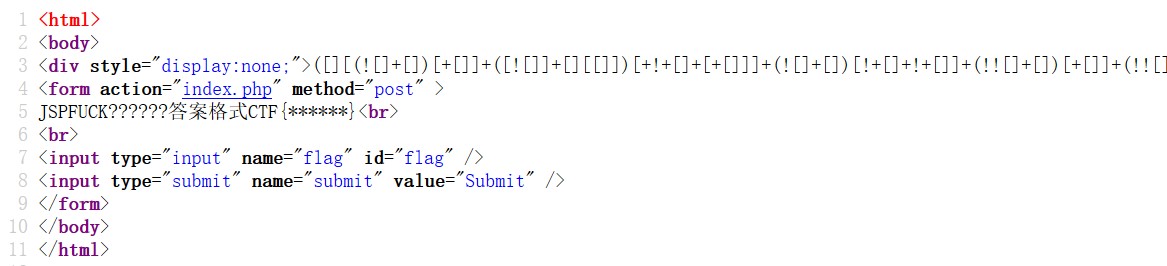 1 <html>
2 <body>
3 <div style="display:none;">([][(![]+[])[+[]]+([![]]+[][[]])[+!+[]+[+[]]]+(![]+[])[!+[]+!+[]]+(!![]+[])[+[]]+(!![]
4 <form action="index.php" method="post" >
5 JSPFUCK??????答案格式CTF{******}<br>
6 <br>
7 <input type="input" name="flag" id="flag" />
8 <input type="submit" name="submit" value="Submit" />
9 </form>
10 </body>
11 </html>